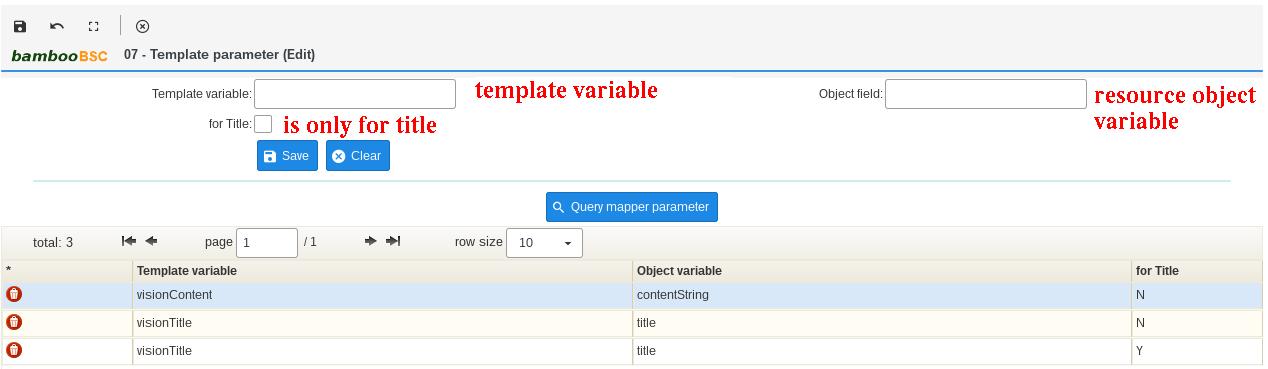 bambooBSC 07 - Template parameter (Edit)
Template variable: template variable Object field: resource object variable
for Title: is only for title
Save Clear
Query mapper parameter
total: 3 page 1 / 1 row size 10
* Template variable Object variable for Title
visionContent contentString N
visionTitle title N
visionTitle title Y